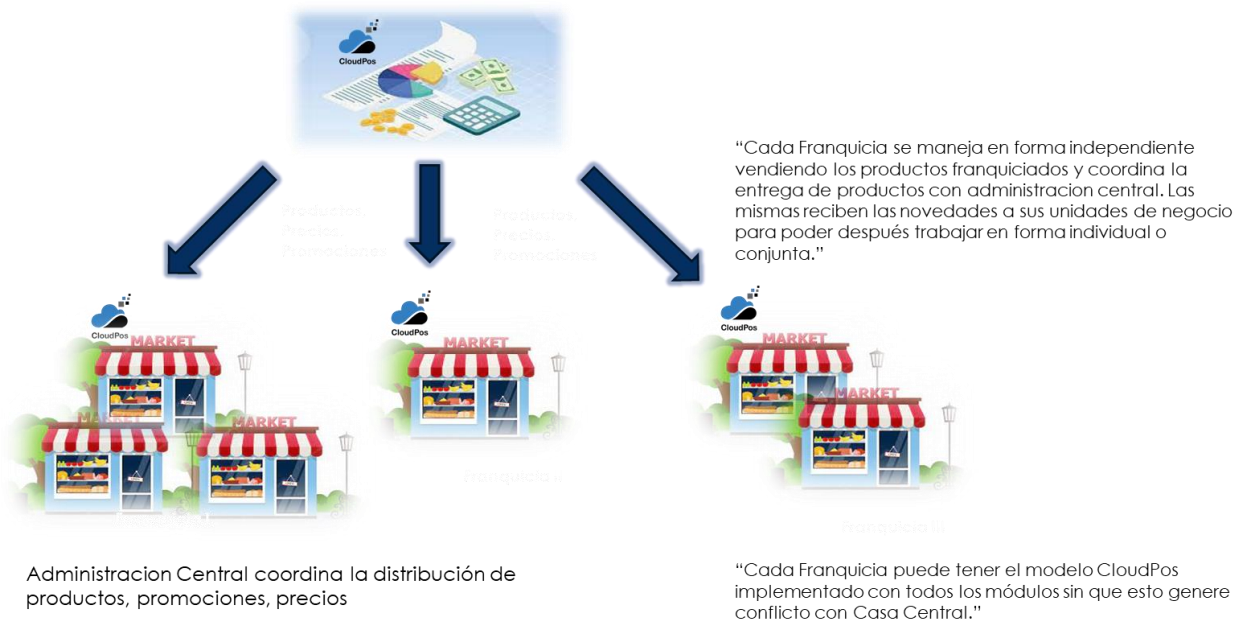 CloudPos
“Cada Franquicia se maneja en forma independiente
vendiendo los productos franquiciados y coordina la
entrega de productos con administracion central. Las
mismas reciben las novedades a sus unidades de negocio
para poder después trabajar en forma individual o
conjunta.”
Productos,
Precios,
Promociones
Productos,
Precios,
Promociones
CloudPos
MARKET
MARKET
MARKET
CloudPos
MARKET
Franquicia II
CloudPos
MARKET
MARKET
Franquicia III
Administracion Central coordina la distribución de
productos, promociones, precios
“Cada Franquicia puede tener el modelo CloudPos
implementado con todos los módulos sin que esto genere
conflicto con Casa Central.”